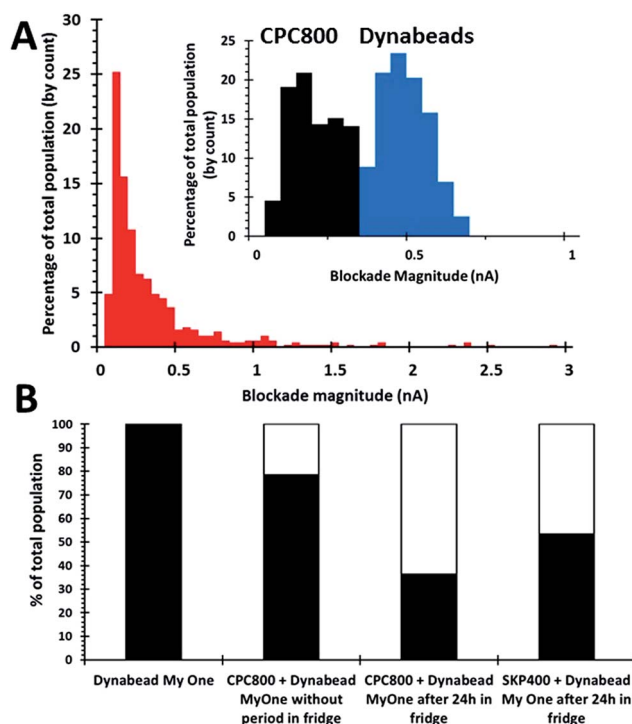 A
Percentage of total population (by count)
30
25
20
15
10
5
0
0
0.5
1
1.5
2
2.5
3
Blockade magnitude (nA)
CPC800
Dynabeads
Percentage of total population
(by count)
25
20
15
10
5
0
0
0.5
1
Blockade Magnitude (nA)
B
% of total population
100
90
80
70
60
50
40
30
20
10
0
Dynabead My One
CPC800 + Dynabead
MyOne without
period in fridge
CPC800 + Dynabead
MyOne after 24h in
fridge
SKP400 + Dynabead
My One after 24h in
fridge